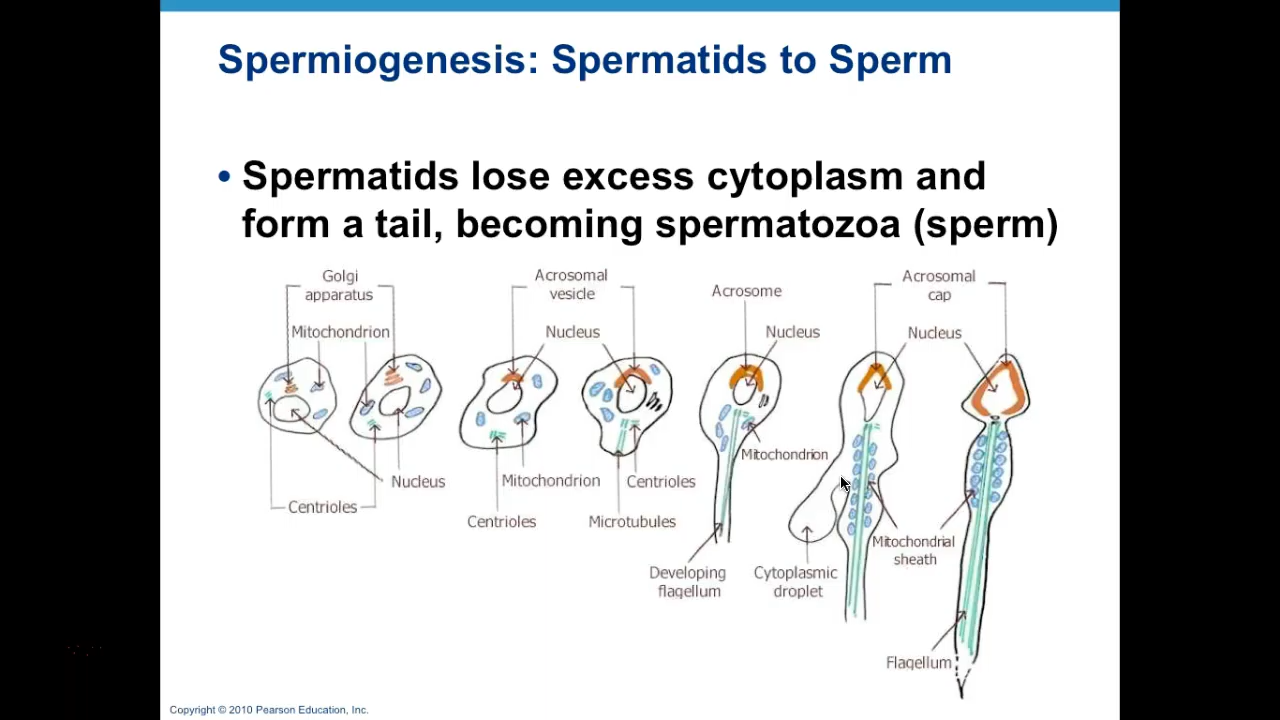 Spermiogenesis: Spermatids to Sperm
• Spermatids lose excess cytoplasm and
form a tail, becoming spermatozoa (sperm)
Golgi
apparatus
Mitochondrion
Acrosomal
vesicle
Nucleus
Acrosome
Nucleus
Acrosomal
cap
Nucleus
Nucleus
Centrioles
Mitochondrion
Centrioles
Centrioles
Microtubules
Mitochondrion
Developing
flagellum
Cytoplasmic
droplet
Mitochondrial
sheath
Flagellum
Copyright © 2010 Pearson Education, Inc.